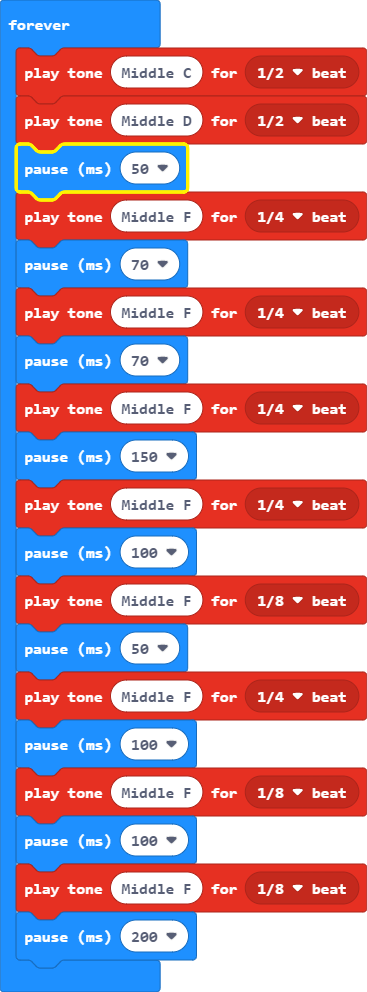 forever
play tone Middle C for 1/2 beat
play tone Middle D for 1/2 beat
pause (ms) 50
play tone Middle F for 1/4 beat
pause (ms) 70
play tone Middle F for 1/4 beat
pause (ms) 70
play tone Middle F for 1/4 beat
pause (ms) 150
play tone Middle F for 1/4 beat
pause (ms) 100
play tone Middle F for 1/8 beat
pause (ms) 50
play tone Middle F for 1/4 beat
pause (ms) 100
play tone Middle F for 1/8 beat
pause (ms) 100
play tone Middle F for 1/8 beat
pause (ms) 200